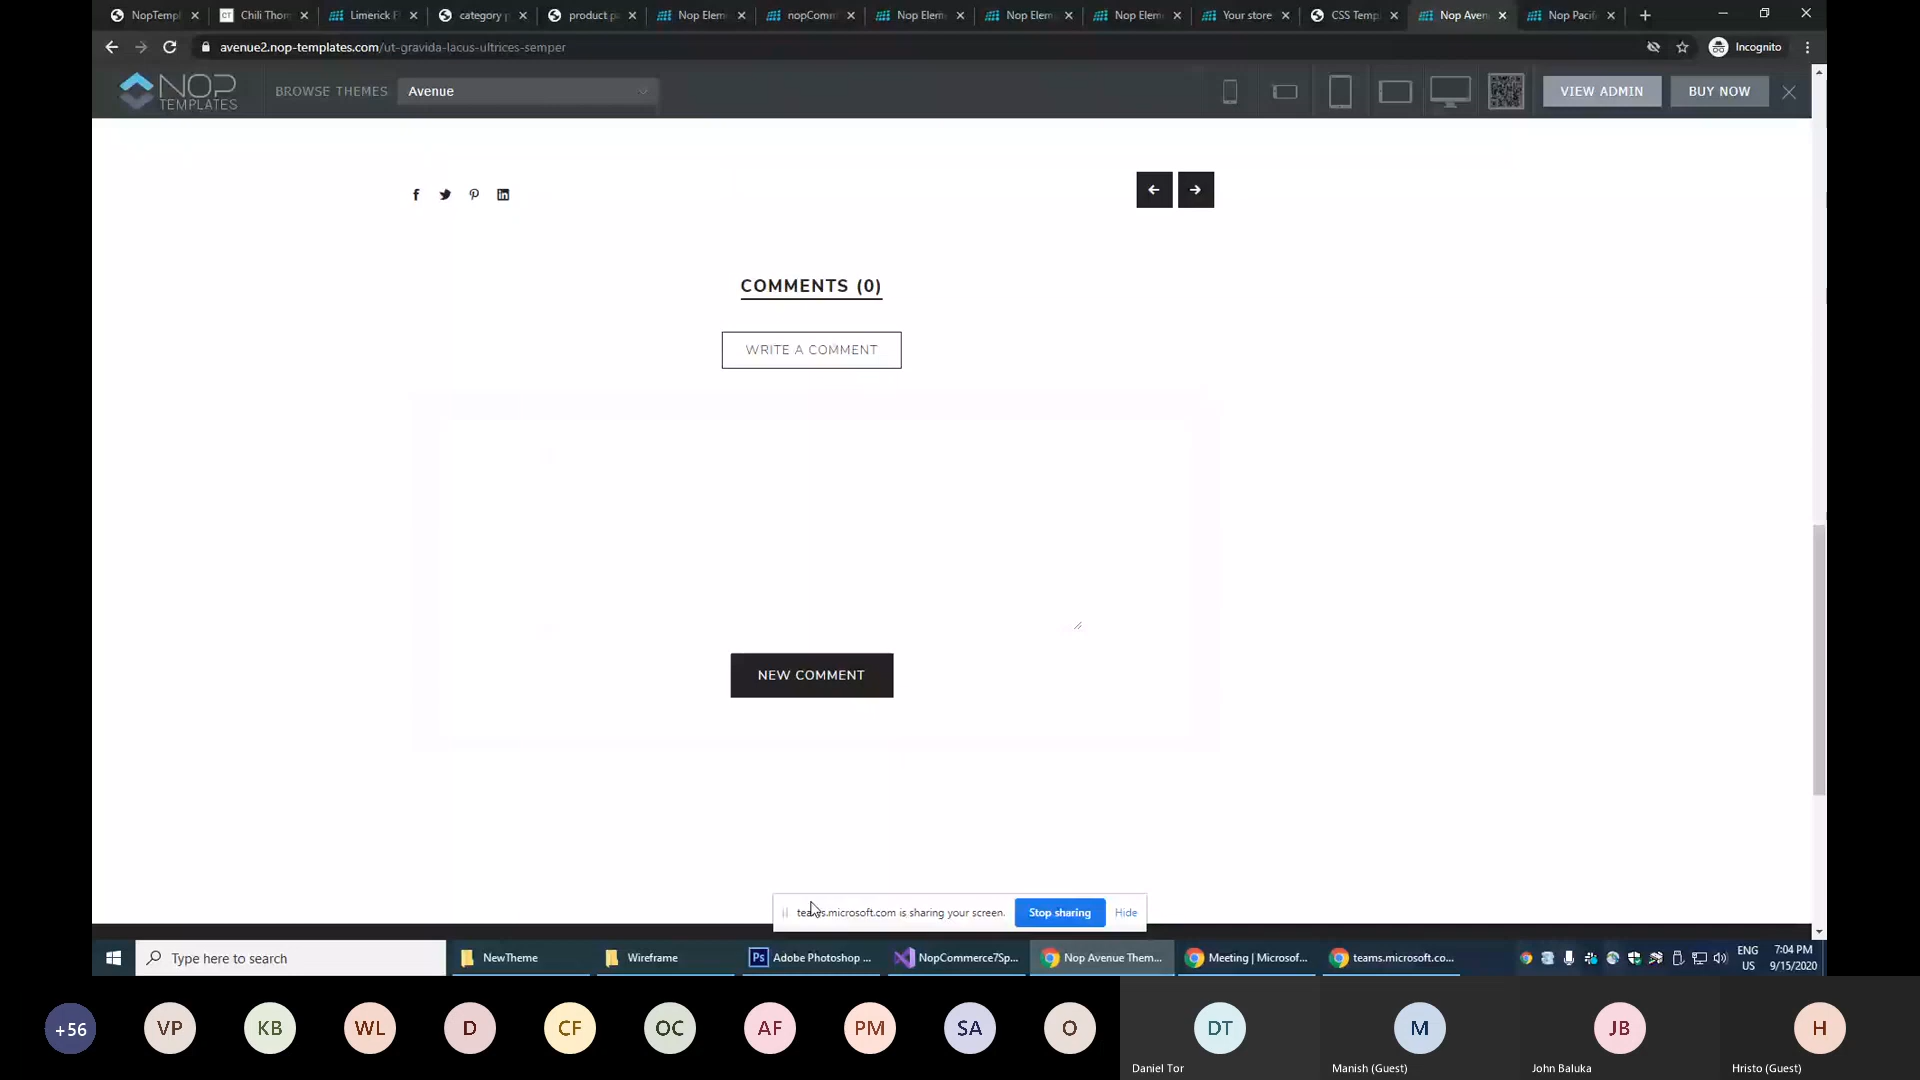 NopTempl
CT Chili Thom
Limerick E
category p
product pa
Nop Elem
nopComm
Nop Elem
Nop Elem
Nop Elem
Your store
CSS Templ
Nop Aven
Nop Pacif
avenue2.nop-templates.com/ut-gravida-lacus-ultrices-semper
Incognito
NOP
TEMPLATES
BROWSE THEMES
Avenue
VIEW ADMIN
BUY NOW
COMMENTS (0)
WRITE A COMMENT
NEW COMMENT
teams.microsoft.com is sharing your screen.
Stop sharing
Hide
Type here to search
NewTheme
Wireframe
Ps Adobe Photoshop ...
NopCommerce7Sp...
Nop Avenue Them...
Meeting | Microsof...
teams.microsoft.co...
ENG
US
7:04 PM
9/15/2020
+56
VP
KB
WL
D
CF
OC
AF
PM
SA
O
DT
Daniel Tor
M
Manish (Guest)
JB
John Baluka
H
Hristo (Guest)